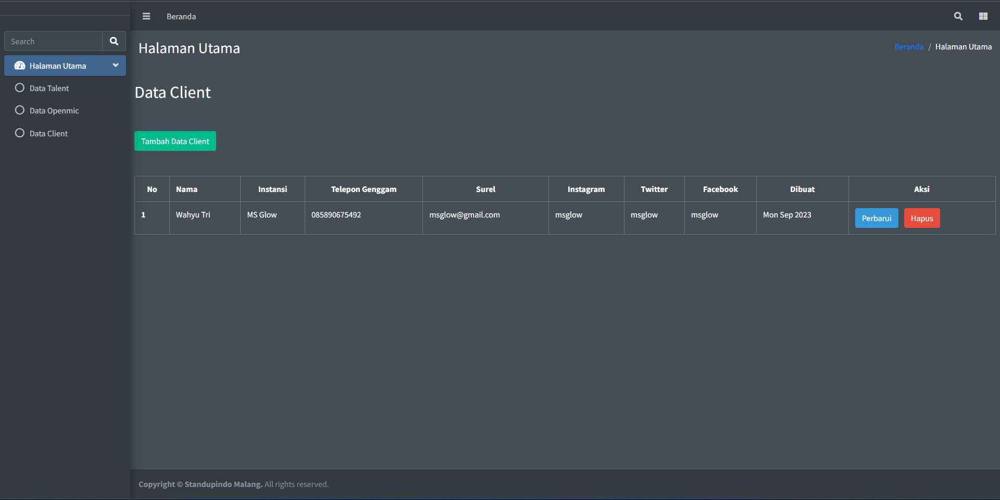 Beranda
Search
Halaman Utama
Data Talent
Data Openmic
Data Client
Halaman Utama
Beranda / Halaman Utama
Data Client
Tambah Data Client
No Nama Instansi Telepon Genggam Surel Instagram Twitter Facebook Dibuat Aksi
1 Wahyu Tri MS Glow 085890675492 msglow@gmail.com msglow msglow msglow Mon Sep 2023 Perbarui Hapus
Copyright © Standupindo Malang. All rights reserved.